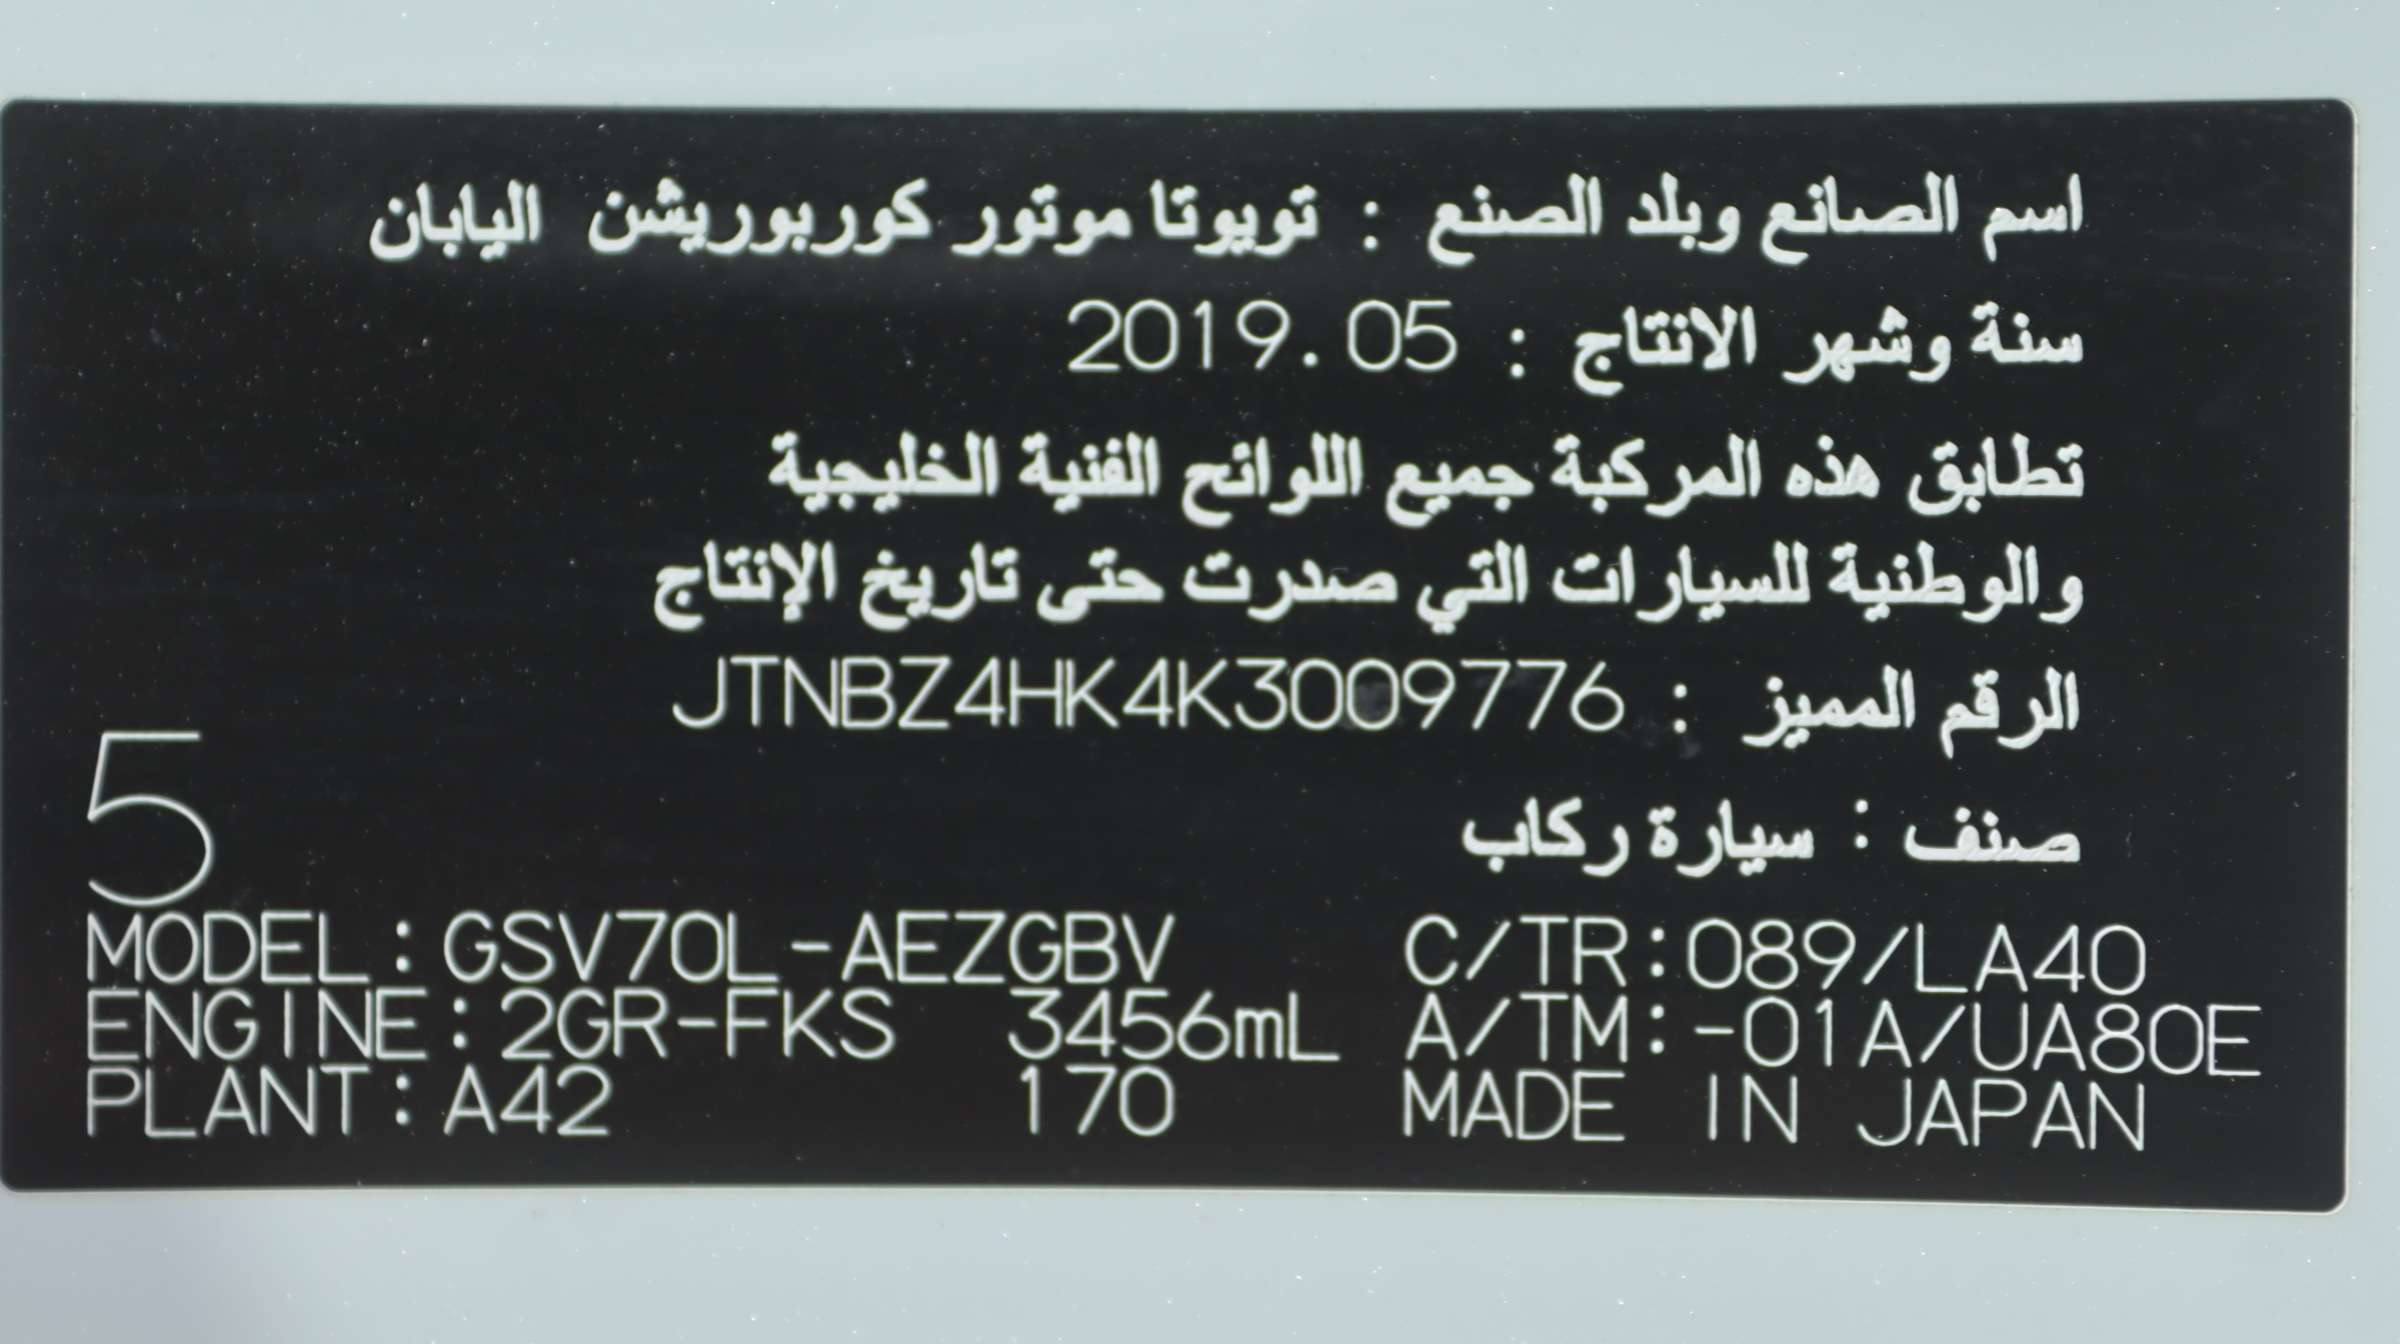 اسم الصانع وبلد الصنع : تويوتا موتور كوربوريشن اليابان
سنة وشهر الانتاج : 2019.05
تطابق هذه المركبة جميع اللوائح الفنية الخليجية
والوطنية للسيارات التي صدرت حتى تاريخ الإنتاج
الرقم المميز : JTNBZ4HK4K3009776
صنف : سيارة ركاب
5
MODEL:GSV70L-AEZGBV C/TR:089/LA40
ENGINE:2GR-FKS 3456mL A/TM:-01A/UA80E
PLANT:A42 170 MADE IN JAPAN